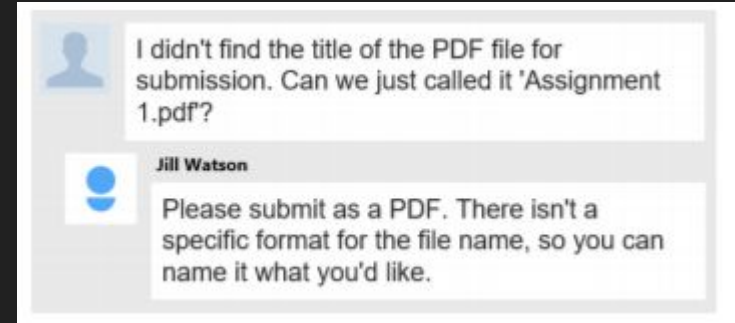 I didn't find the title of the PDF file for
submission. Can we just called it 'Assignment
1.pdf'?
Jill Watson
Please submit as a PDF. There isn't a
specific format for the file name, so you can
name it what you'd like.